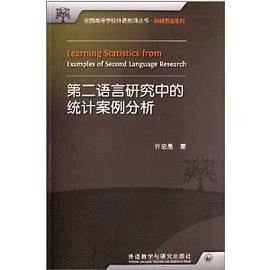 全国高等学校外语教师丛书·科研方法系列
Learning Statistics from
Examples of Second Language Research
第二语言研究中的
统计案例分析
许宏晨 著
外语教学与研究出版社